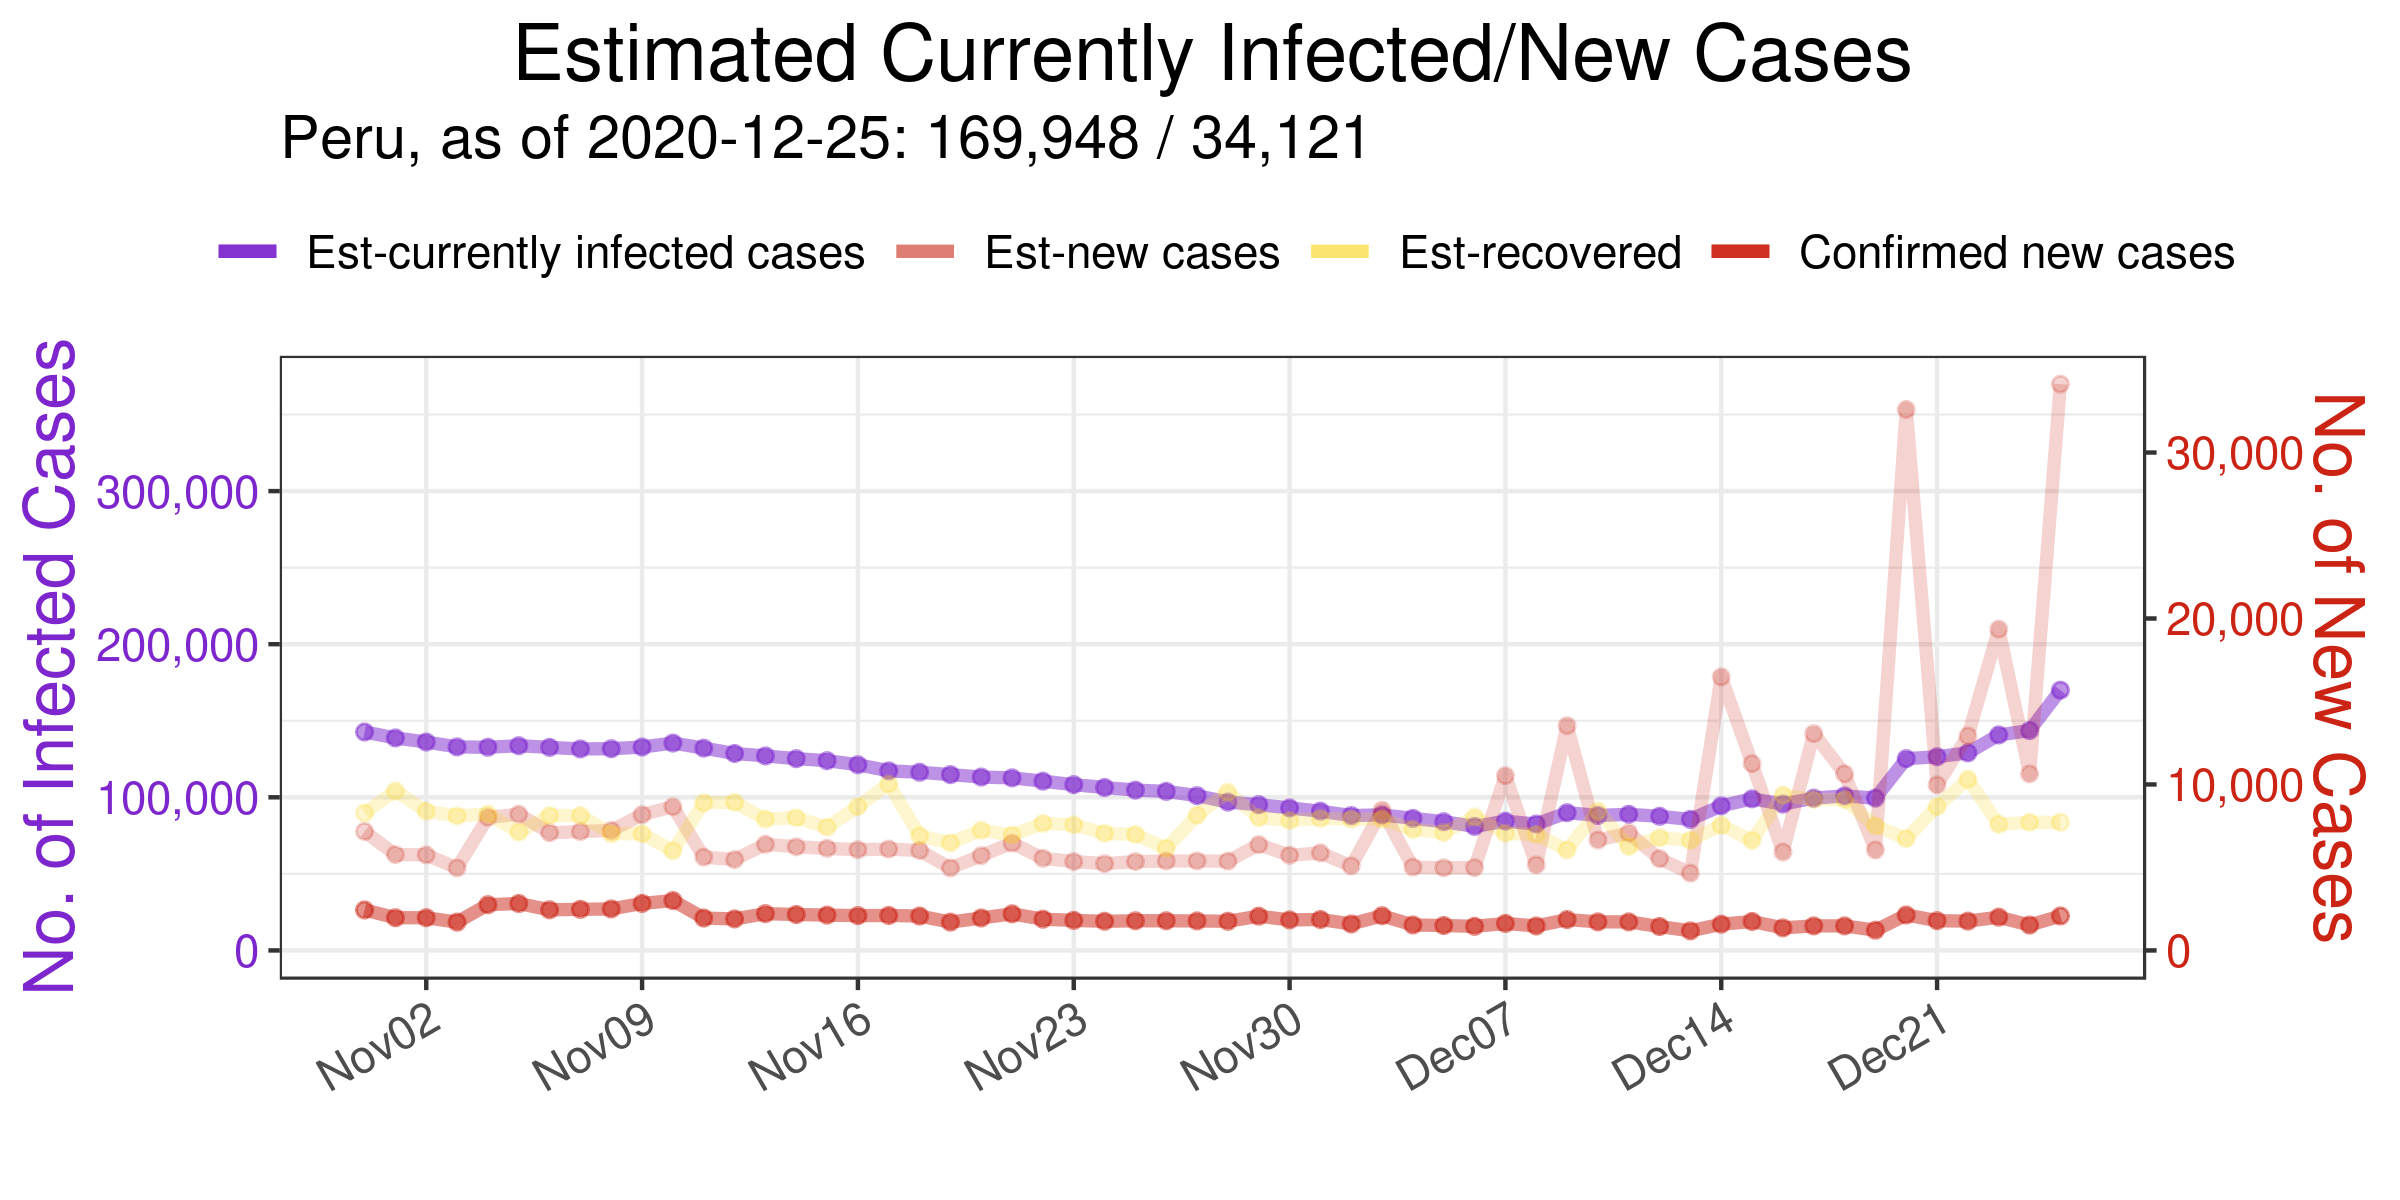 Estimated Currently Infected/New Cases
Peru, as of 2020-12-25: 169,948 / 34,121
Est-currently infected cases
Est-new cases
Est-recovered
Confirmed new cases
No. of Infected Cases
300,000
200,000
100,000
0
No. of New Cases
30,000
20,000
10,000
0
Nov02
Nov09
Nov16
Nov23
Nov30
Dec07
Dec14
Dec21